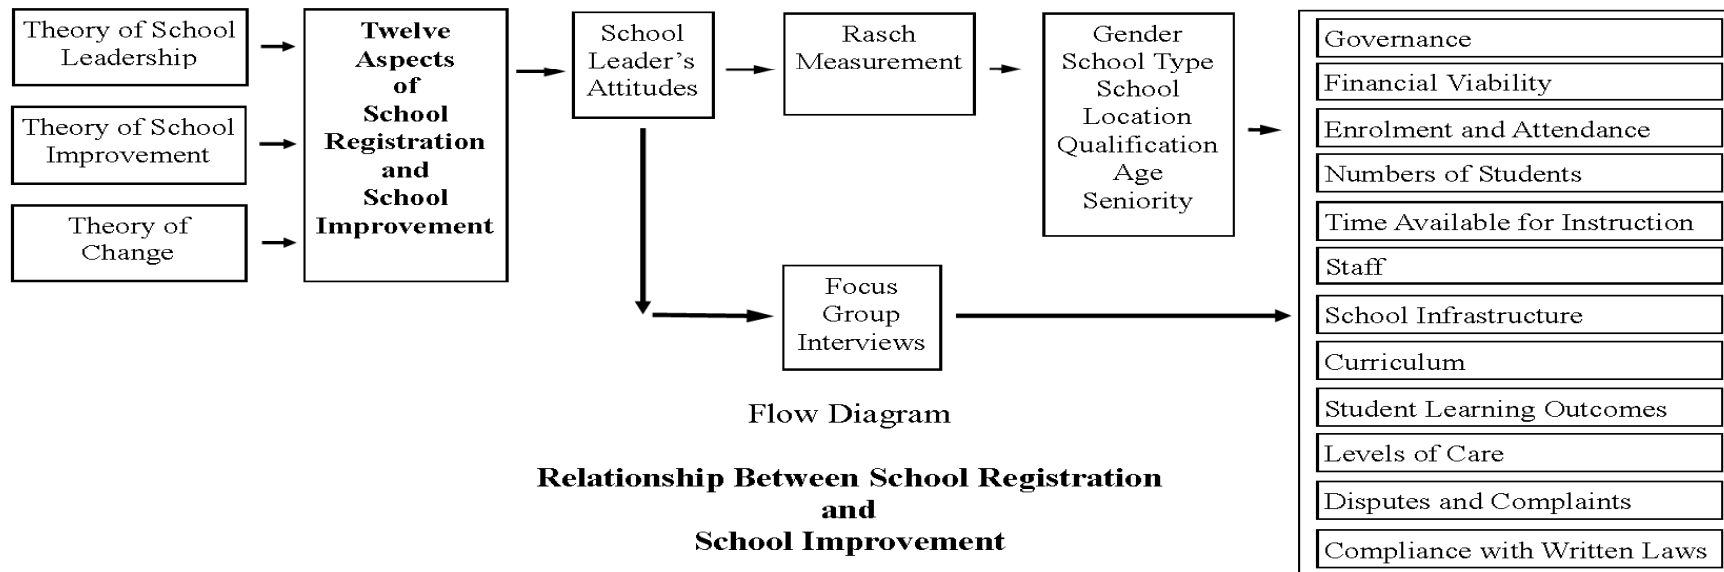 Theory of School
Leadership
Theory of School
Improvement
Theory of
Change
Twelve
Aspects
of
School
Registration
and
School
Improvement
School
Leader's
Attitudes
Rasch
Measurement
Gender
School Type
School
Location
Qualification
Age
Seniority
Focus
Group
Interviews
Governance
Financial Viability
Enrolment and Attendance
Numbers of Students
Time Available for Instruction
Staff
School Infrastructure
Curriculum
Student Learning Outcomes
Levels of Care
Disputes and Complaints
Compliance with Written Laws
Flow Diagram
Relationship Between School Registration
and
School Improvement